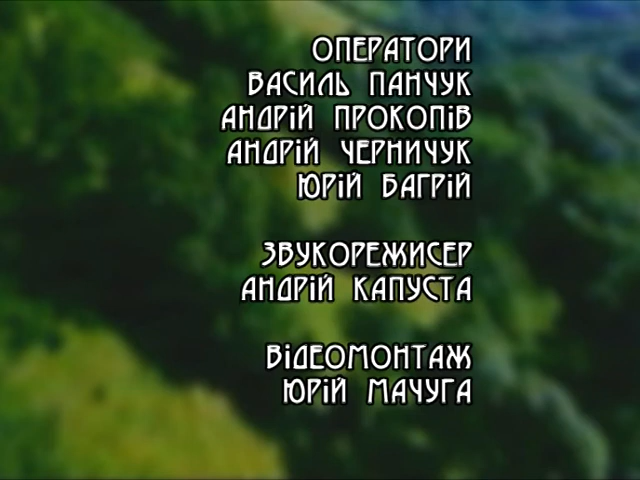 ОПЕРАТОРИ
ВАСИЛЬ ПАНЧУК
АНДРІЙ ПРОКОПІВ
АНДРІЙ ЧЕРНИЧУК
ЮРІЙ БАГРІЙ
ЗВУКОРЕЖИСЕР
АНДРІЙ КАПУСТА
ВІДЕОМОНТАЖ
ЮРІЙ МАЧУГА